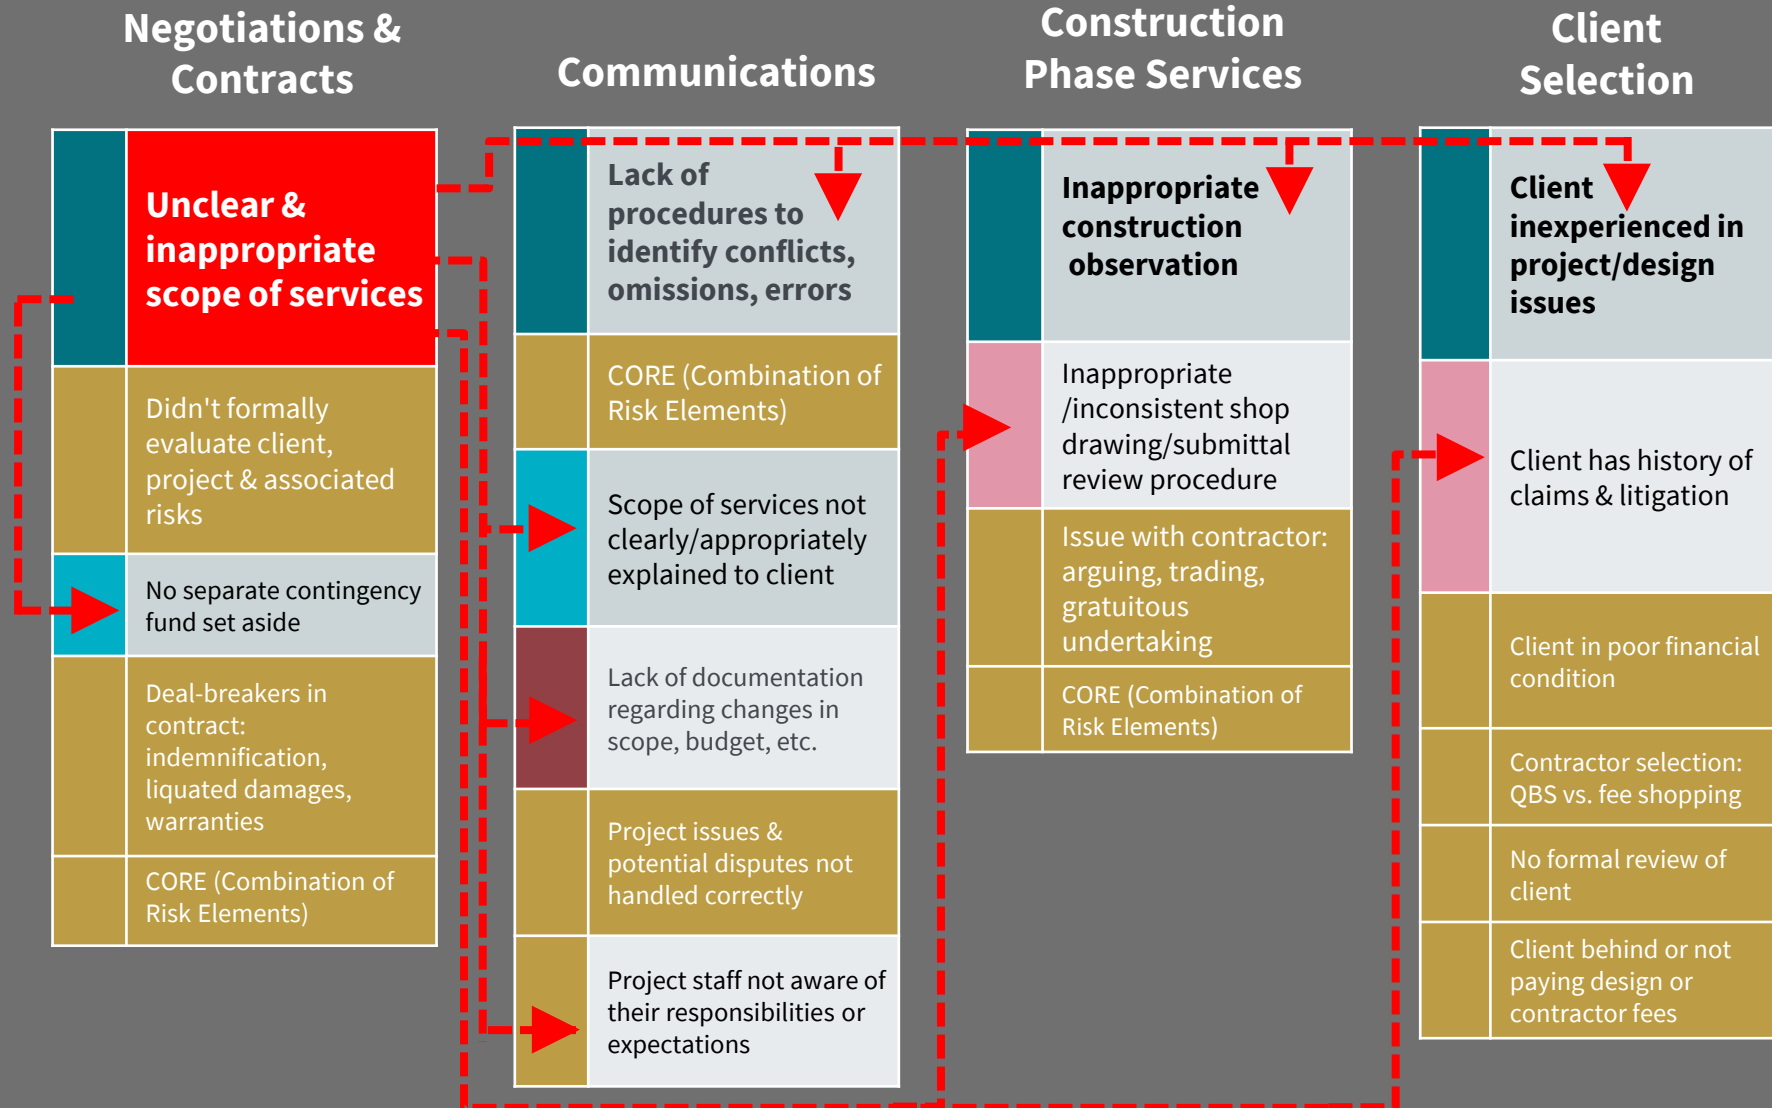 Negotiations &
Contracts
Unclear &
inappropriate
scope of services
Didn't formally
evaluate client,
project & associated
risks
No separate contingency
fund set aside
Deal-breakers in
contract:
indemnification,
liquated damages,
warranties
CORE (Combination of
Risk Elements)
Communications
Lack of
procedures to
identify conflicts,
omissions, errors
CORE (Combination of
Risk Elements)
Scope of services not
clearly/appropriately
explained to client
Lack of documentation
regarding changes in
scope, budget, etc.
Project issues &
potential disputes not
handled correctly
Project staff not aware of
their responsibilities or
expectations
Construction
Phase Services
Inappropriate
construction
observation
Inappropriate
/inconsistent shop
drawing/submittal
review procedure
Issue with contractor:
arguing, trading,
gratuitous
undertaking
CORE (Combination of
Risk Elements)
Client
Selection
Client
inexperienced in
project/design
issues
Client has history of
claims & litigation
Client in poor financial
condition
Contractor selection:
QBS vs. fee shopping
No formal review of
client
Client behind or not
paying design or
contractor fees